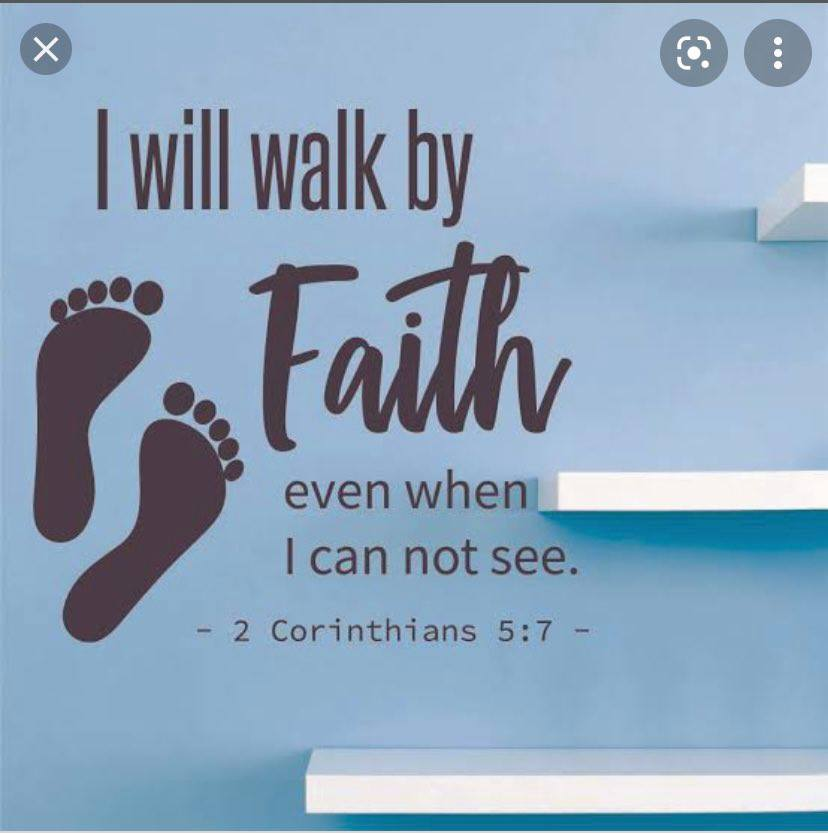 I will walk by
Faith
even when
I can not see.
- 2 Corinthians 5:7 -